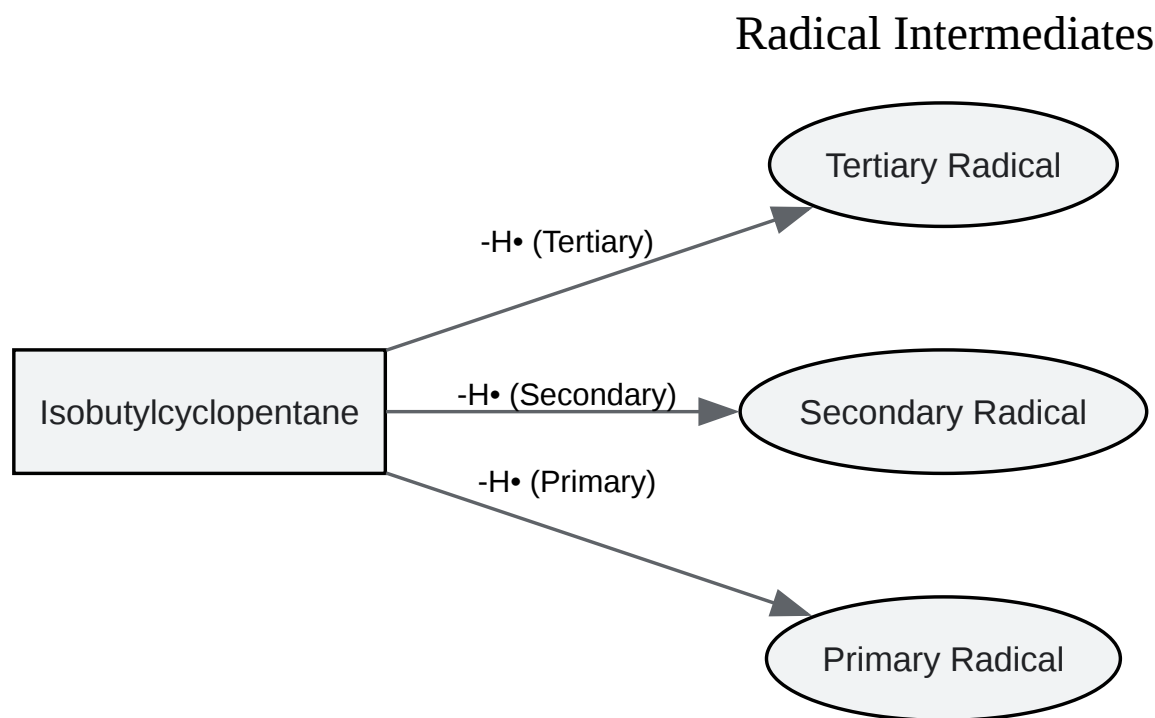 Radical Intermediates
Tertiary Radical
-H• (Tertiary)
Isobutylcyclopentane
-H• (Secondary)
Secondary Radical
-H• (Primary)
Primary Radical